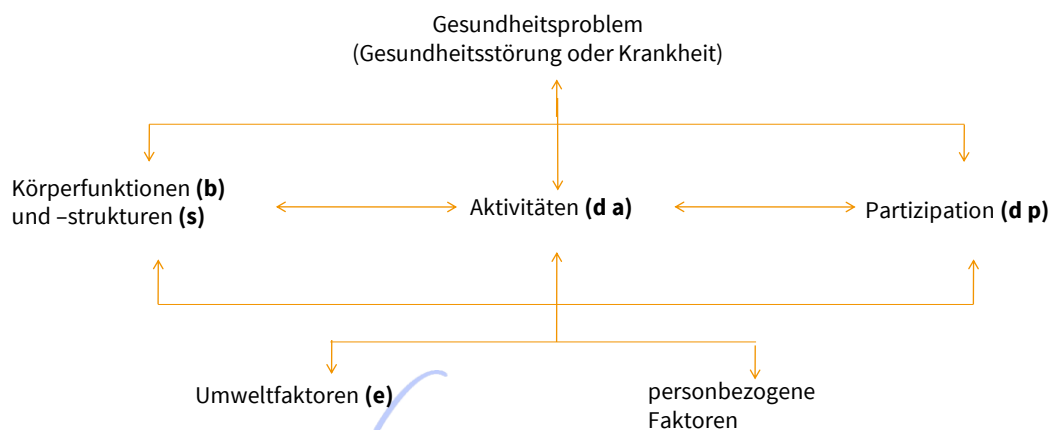 Gesundheitsproblem
(Gesundheitsstörung oder Krankheit)
Körperfunktionen (b)
und –strukturen (s)
Aktivitäten (d a)
Partizipation (d p)
Umweltfaktoren (e)
personbezogene
Faktoren